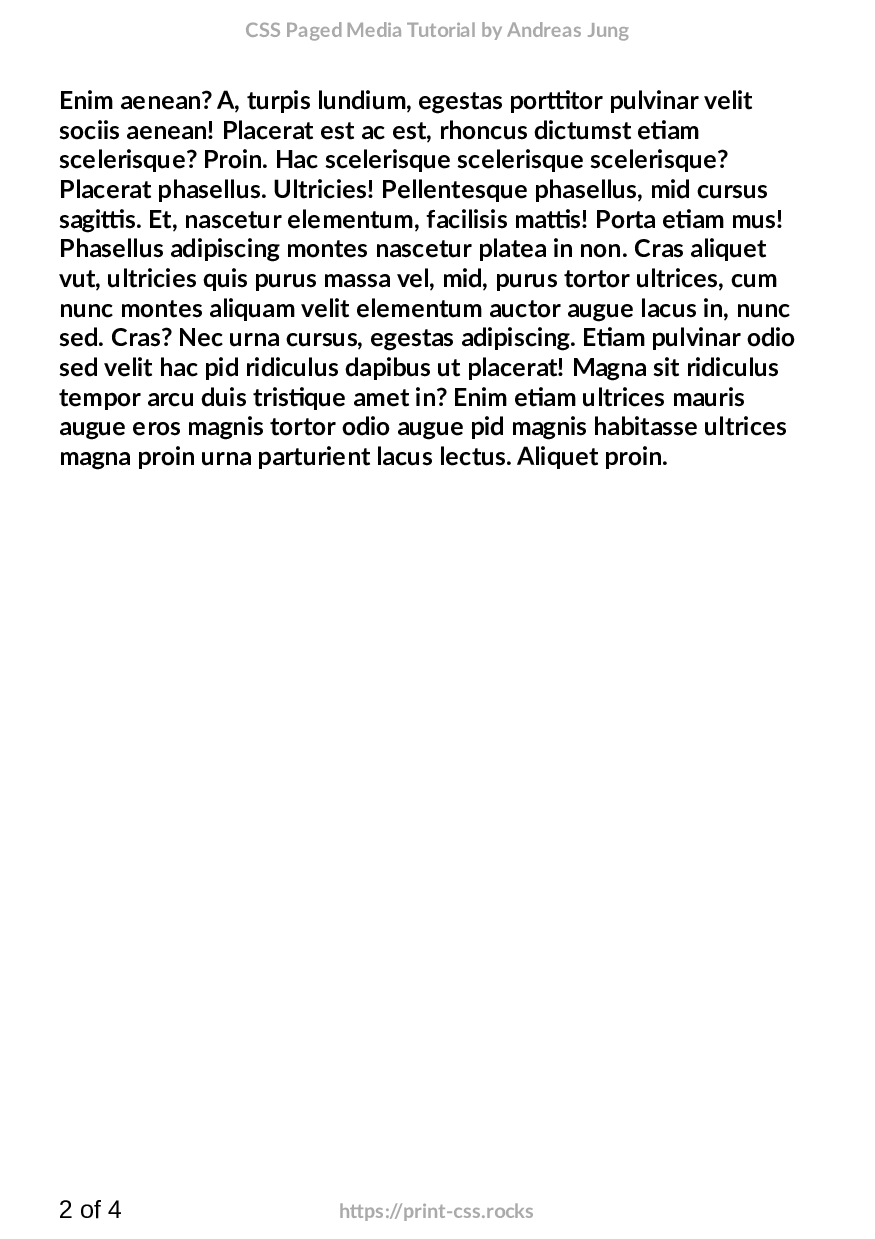 CSS Paged Media Tutorial by Andreas Jung
Enim aenean? A, turpis lundium, egestas porttitor pulvinar velit
sociis aenean! Placerat est ac est, rhoncus dictumst etiam
scelerisque? Proin. Hac scelerisque scelerisque scelerisque?
Placerat phasellus. Ultricies! Pellentesque phasellus, mid cursus
sagittis. Et, nascetur elementum, facilisis mattis! Porta etiam mus!
Phasellus adipiscing montes nascetur platea in non. Cras aliquet
vut, ultricies quis purus massa vel, mid, purus tortor ultrices, cum
nunc montes aliquam velit elementum auctor augue lacus in, nunc
sed. Cras? Nec urna cursus, egestas adipiscing. Etiam pulvinar odio
sed velit hac pid ridiculus dapibus ut placerat! Magna sit ridiculus
tempor arcu duis tristique amet in? Enim etiam ultrices mauris
augue eros magnis tortor odio augue pid magnis habitasse ultrices
magna proin urna parturient lacus lectus. Aliquet proin.
2 of 4
https://print-css.rocks